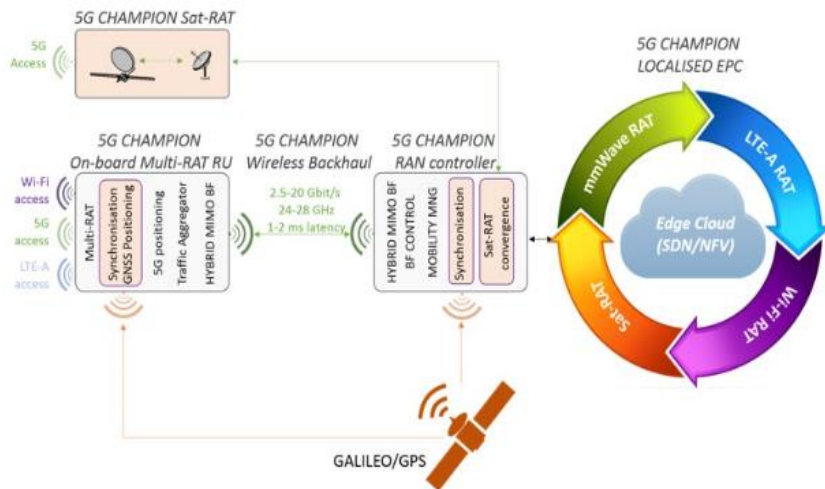 5G CHAMPION Sat-RAT
5G
Access
5G CHAMPION
On-board Multi-RAT RU
5G CHAMPION
Wireless Backhaul
5G CHAMPION
RAN controller
5G CHAMPION
LOCALISED EPC
Wi-Fi
access
5G
access
LTE-A
access
Multi-RAT
Synchronisation
GNSS Positioning
5G positioning
Traffic Aggregator
HYBRID MIMO BF
2.5-20 Gbit/s
24-28 GHz
1-2 ms latency
HYBRID MIMO BF
BF CONTROL
MOBILITY MNG
Synchronisation
Sat-RAT
convergence
mmWave RAT
LTE-A RAT
Edge Cloud
(SDN/NFV)
Sat-RAT
Wi-Fi RAT
GALILEO/GPS